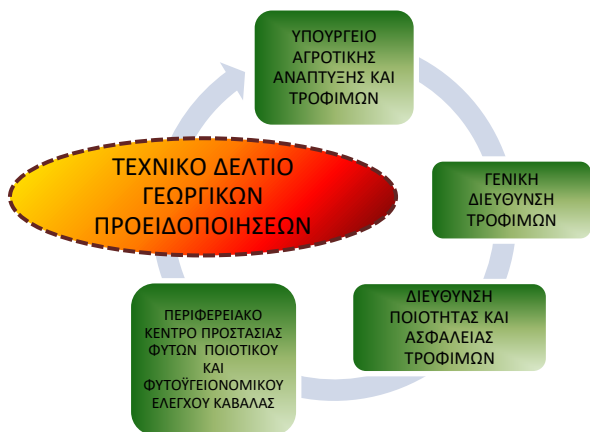 ΥΠΟΥΡΓΕΙΟ
ΑΓΡΟΤΙΚΗΣ
ΑΝΑΠΤΥΞΗΣ ΚΑΙ
ΤΡΟΦΙΜΩΝ
ΓΕΝΙΚΗ
ΔΙΕΥΘΥΝΣΗ
ΤΡΟΦΙΜΩΝ
ΔΙΕΥΘΥΝΣΗ
ΠΟΙΟΤΗΤΑΣ ΚΑΙ
ΑΣΦΑΛΕΙΑΣ
ΤΡΟΦΙΜΩΝ
ΠΕΡΙΦΕΡΕΙΑΚΟ
ΚΕΝΤΡΟ ΠΡΟΣΤΑΣΙΑΣ
ΦΥΤΩΝ ΠΟΙΟΤΙΚΟΥ
ΚΑΙ
ΦΥΤΟΫΓΕΙΟΝΟΜΙΚΟΥ
ΕΛΕΓΧΟΥ ΚΑΒΑΛΑΣ
ΤΕΧΝΙΚΟ ΔΕΛΤΙΟ
ΓΕΩΡΓΙΚΩΝ
ΠΡΟΕΙΔΟΠΟΙΗΣΕΩΝ